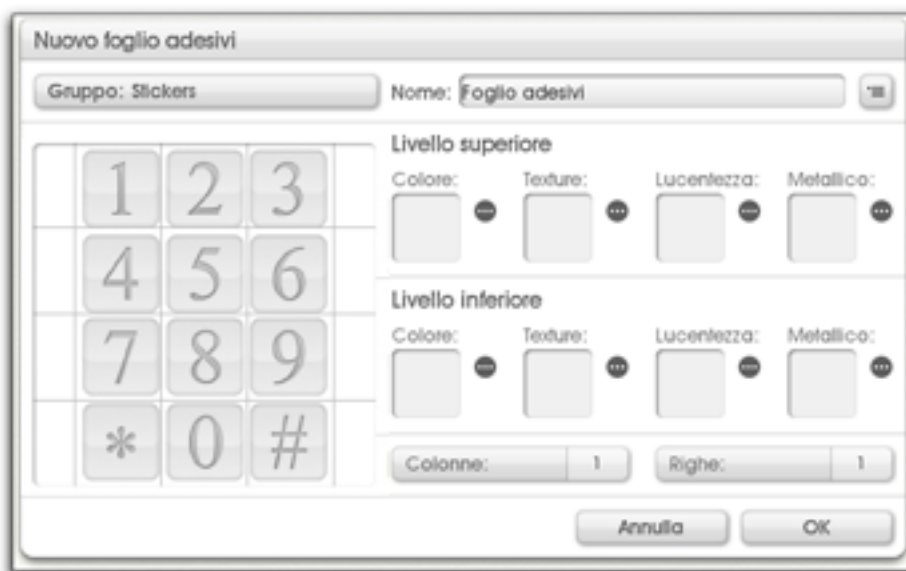 Nuovo foglio adesivi
Gruppo: Stickers
Nome: Foglio adesivi
1 2 3
4 5 6
7 8 9
* 0 #
Livello superiore
Colore: Texture: Lucentezza: Metallico:
Livello inferiore
Colore: Texture: Lucentezza: Metallico:
Colonne: 1 Righe: 1
Annulla OK